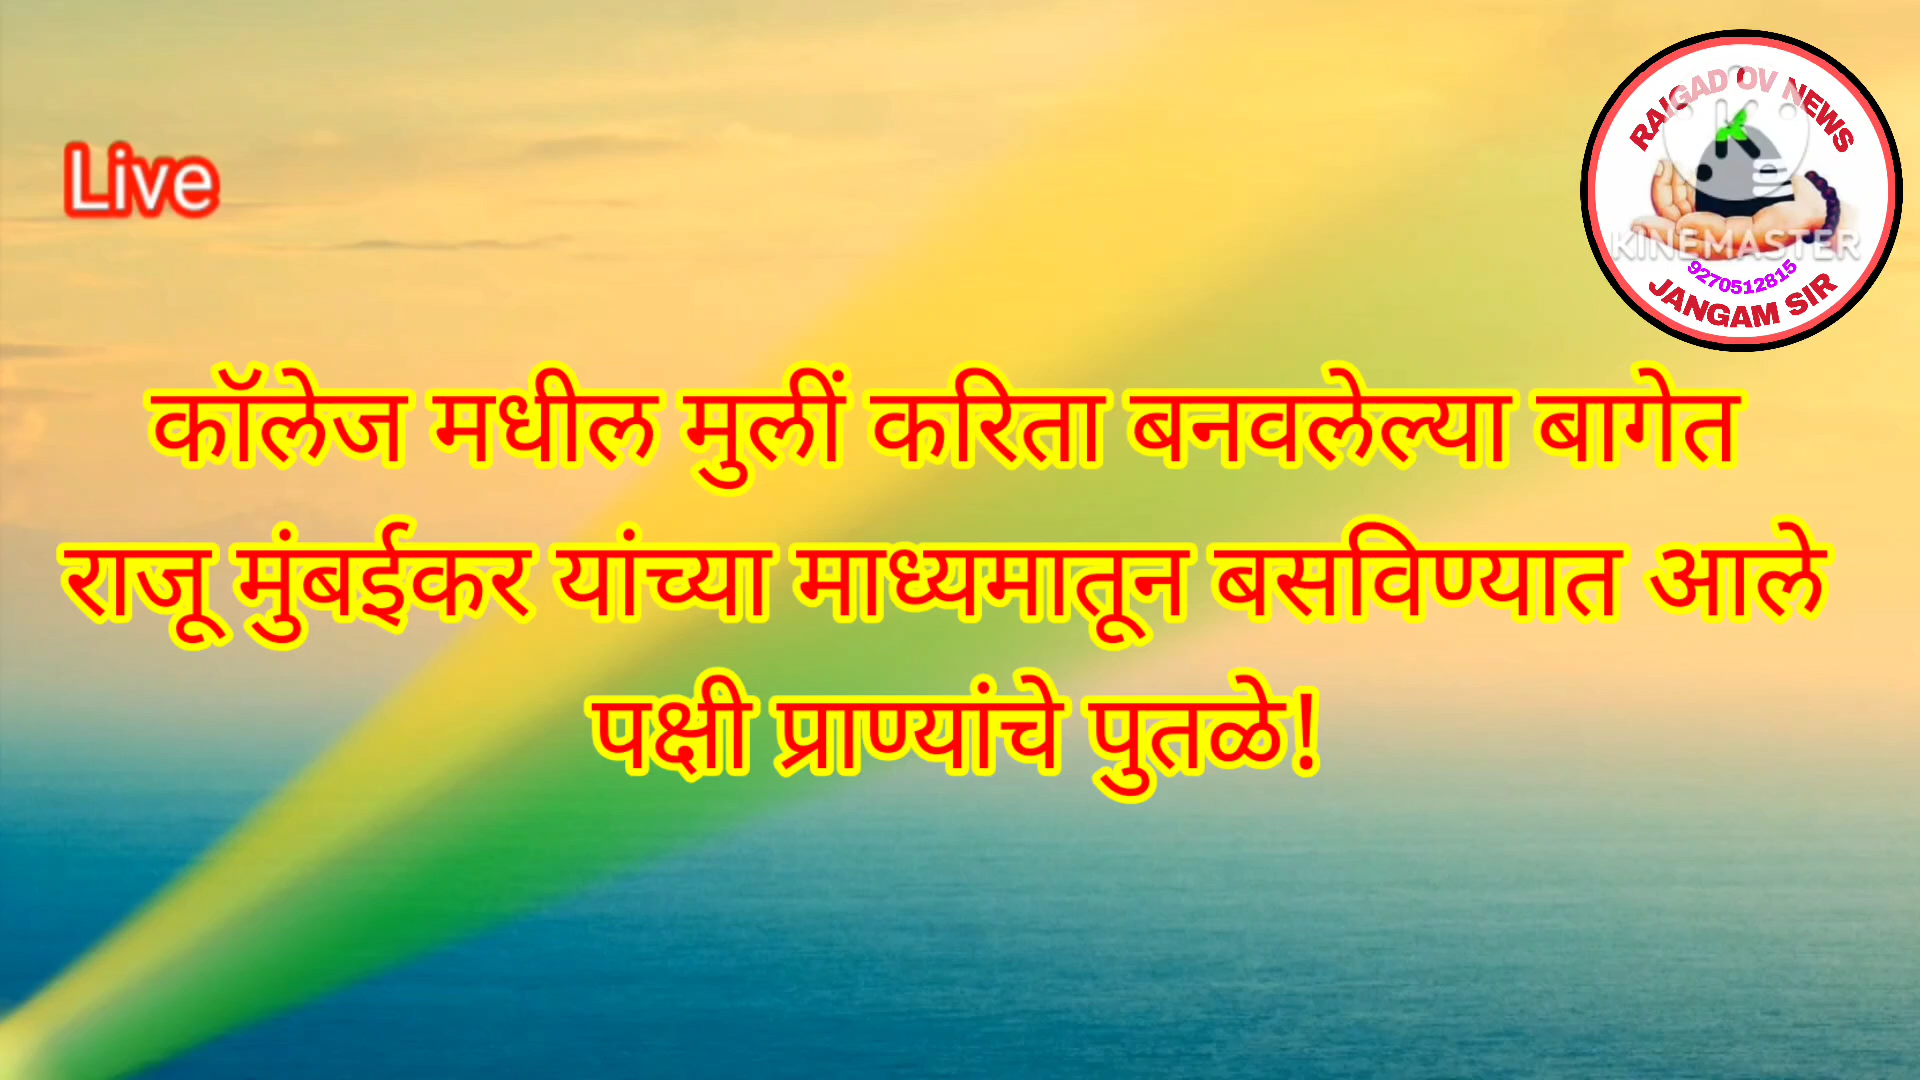 RAIGAD OV NEWS
Live
KINEMASTER
9270512815
JANGAM SIR
कॉलेज मधील मुलीं करिता बनवलेल्या बागेत
राजू मुंबईकर यांच्या माध्यमातून बसविण्यात आले
पक्षी प्राण्यांचे पुतळे!